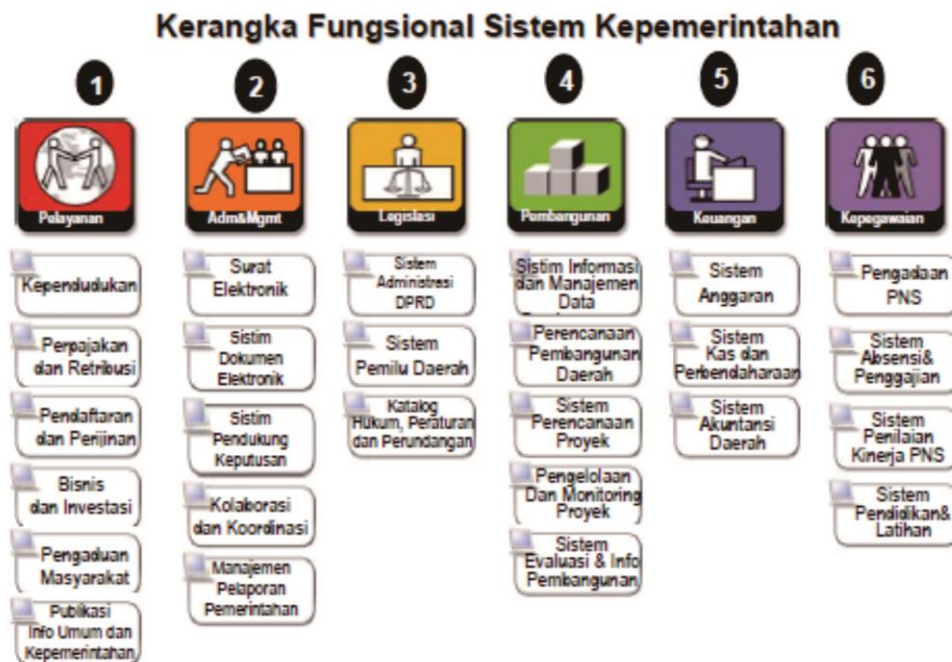 Kerangka Fungsional Sistem Kepemerintahan
1
2
3
4
5
6
Pelayanan
Adm&Mgmt
Legislasi
Pembangunan
Keuangan
Kepegawaian
Kependudukan
Perpajakan
dan Retribusi
Pendaftaran
dan Perijinan
Bisnis
dan Investasi
Pengaduan
Masyarakat
Publikasi
Info Umum dan
Kepemerintahan
Surat
Elektronik
Sistim
Dokumen
Elektronik
Sistim
Pendukung
Keputusan
Kolaborasi
dan Koordinasi
Manajemen
Pelaporan
Pemerintahan
Sistem
Administrasi
DPRD
Sistem
Pemilu Daerah
Katalog
Hukum, Peraturan
dan Perundangan
Sistim Informasi
dan Manajemen
Data
Perencanaan
Pembangunan
Daerah
Sistem
Perencanaan
Proyek
Pengelolaan
Dan Monitoring
Proyek
Sistem
Evaluasi & Info
Pembangunan
Sistem
Anggaran
Sistem
Kas dan
Perbendaharaan
Sistem
Akuntansi
Daerah
Pengadaan
PNS
Sistem
Absensi&
Penggajian
Sistem
Penilaian
Kinerja PNS
Sistem
Pendidikan&
Latihan